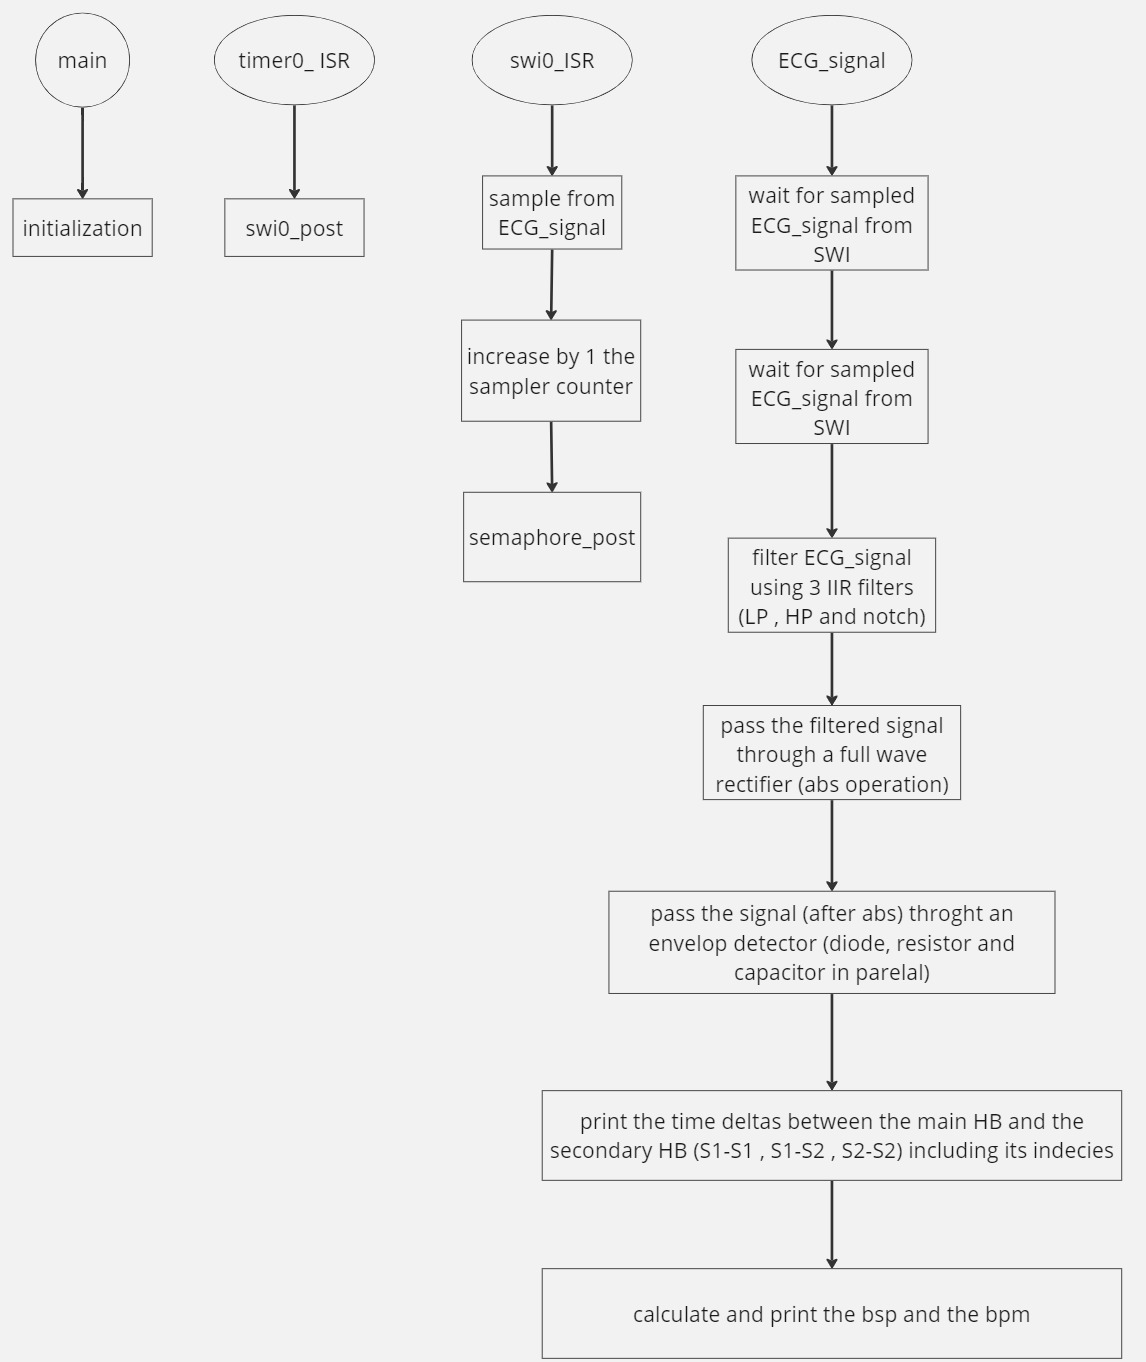 main
initialization
timer0_ ISR
swi0_post
swi0_ISR
sample from
ECG_signal
increase by 1 the
sampler counter
semaphore_post
ECG_signal
wait for sampled
ECG_signal from
SWI
wait for sampled
ECG_signal from
SWI
filter ECG_signal
using 3 IIR filters
(LP , HP and notch)
pass the filtered signal
through a full wave
rectifier (abs operation)
pass the signal (after abs) throght an
envelop detector (diode, resistor and
capacitor in parelal)
print the time deltas between the main HB and the
secondary HB (S1-S1 , S1-S2 , S2-S2) including its indecies
calculate and print the bsp and the bpm